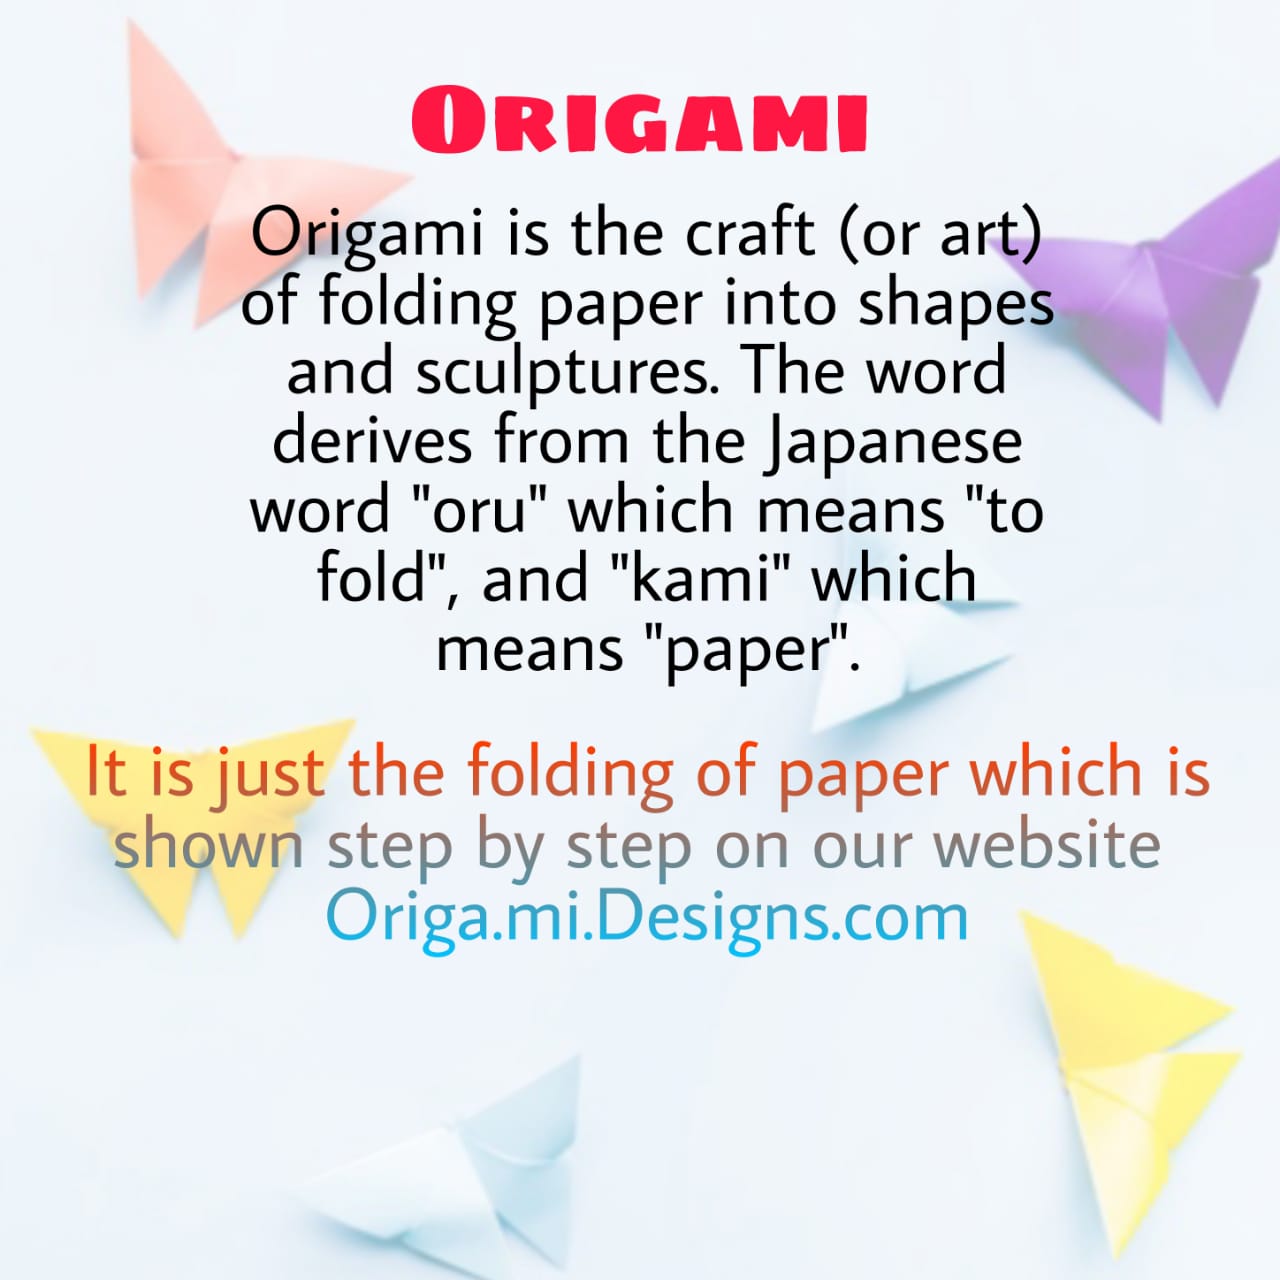 Origami
Origami is the craft (or art)
of folding paper into shapes
and sculptures. The word
derives from the Japanese
word "oru" which means "to
fold", and "kami" which
means "paper".
It is just the folding of paper which is
shown step by step on our website
Origa.mi.Designs.com